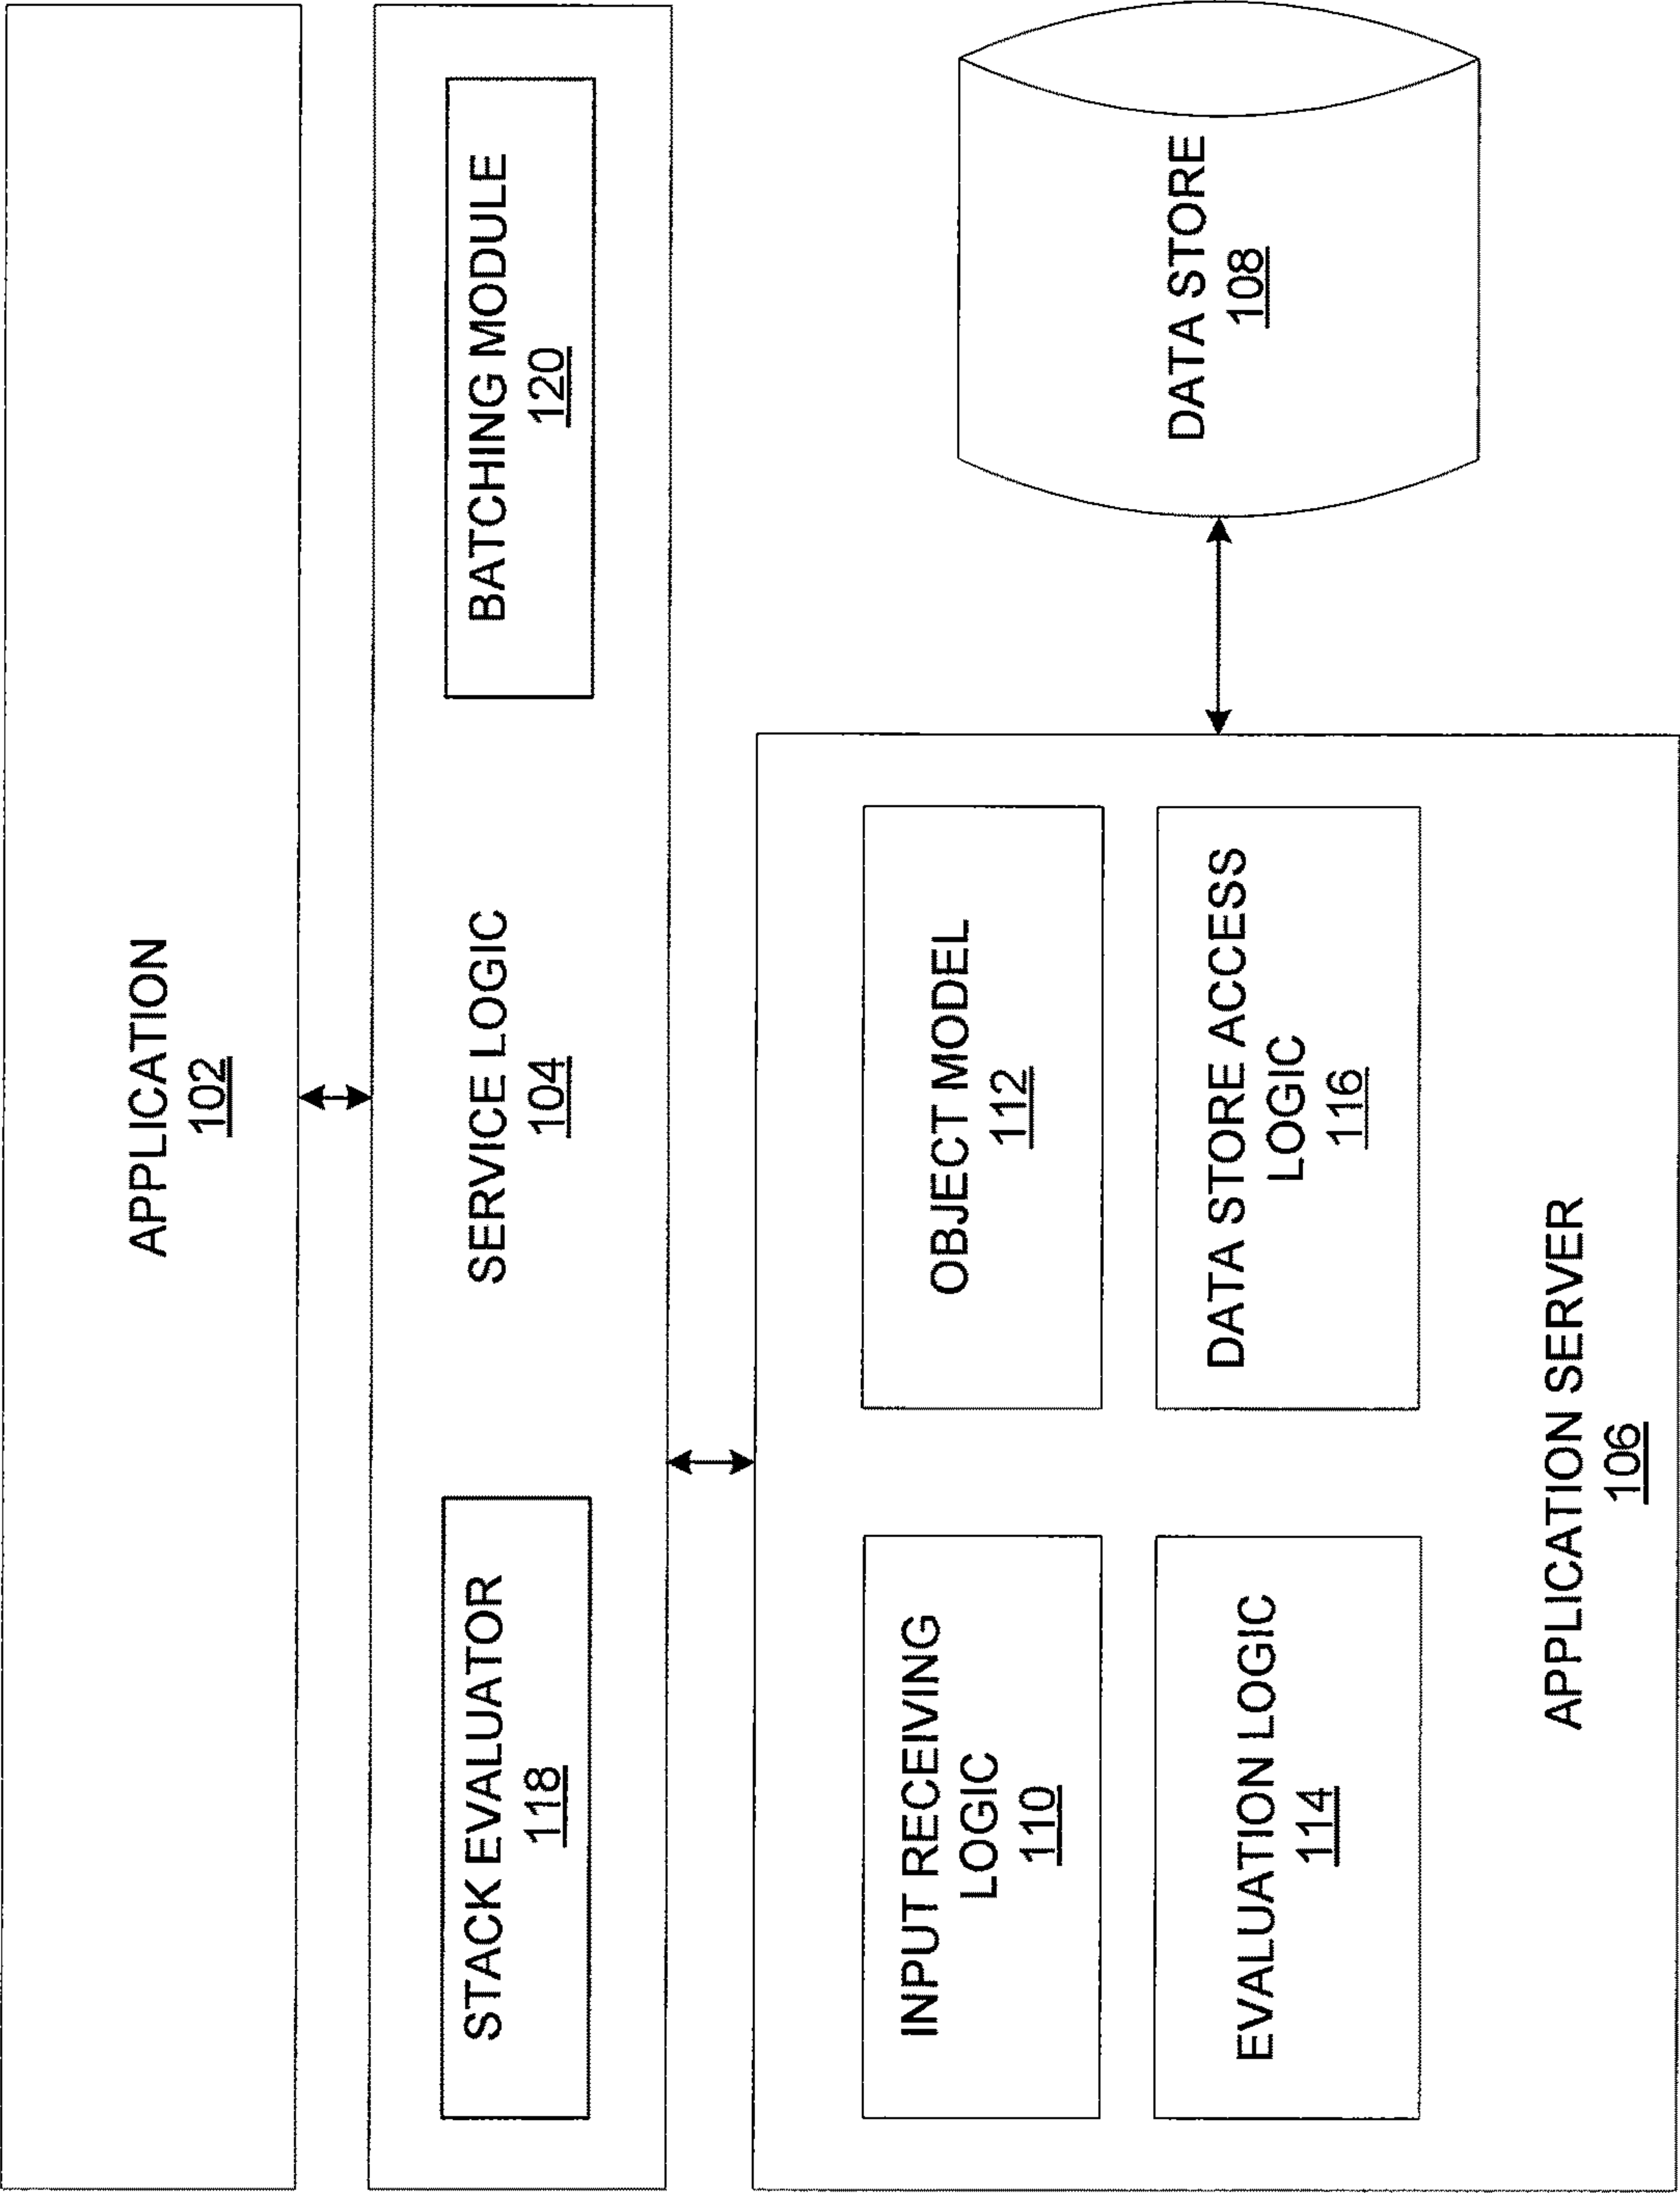 APPLICATION
102
STACK EVALUATOR
118
SERVICE LOGIC
104
BATCHING MODULE
120
INPUT RECEIVING
LOGIC
110
OBJECT MODEL
112
EVALUATION LOGIC
114
DATA STORE ACCESS
LOGIC
116
APPLICATION SERVER
106
DATA STORE
108